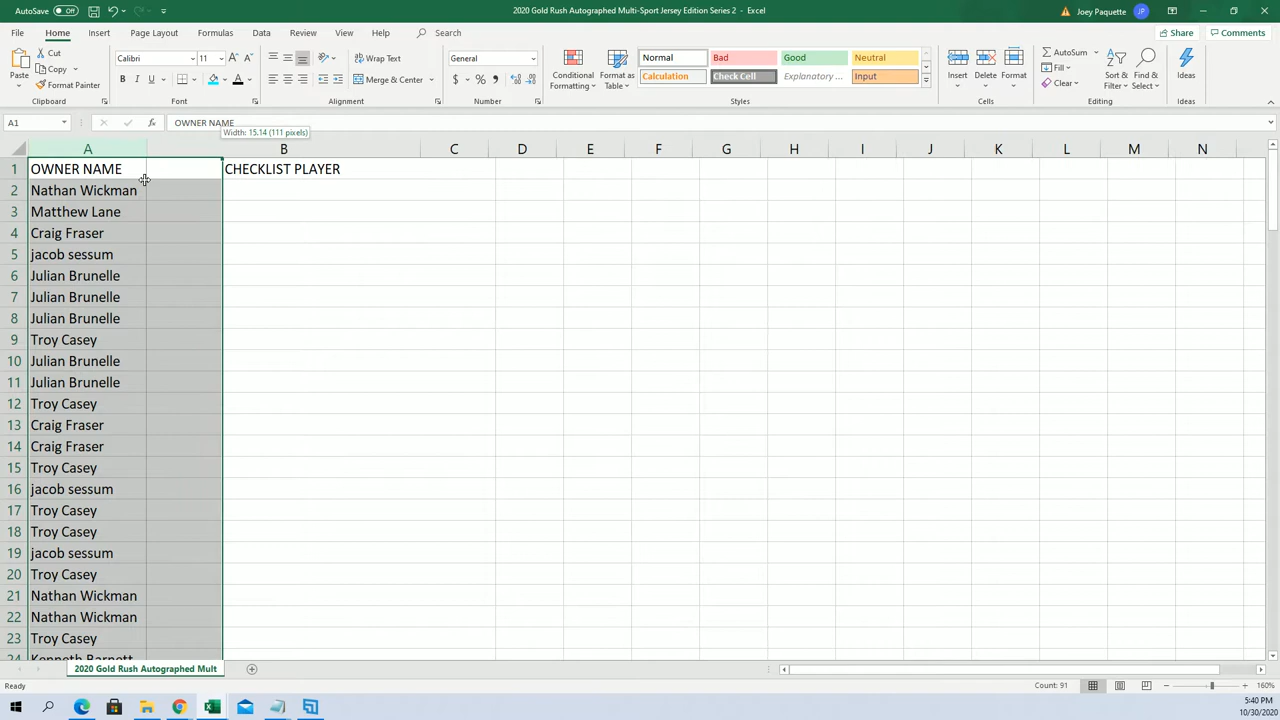 AutoSave Off 2020 Gold Rush Autographed Multi-Sport Jersey Edition Series 2 - Excel Joey Paquette JP
File Home Insert Draw Page Layout Formulas Data Review View Help Search Share Comments
Cut
Copy
Format Painter
Paste
Clipboard
Calibri 11
B I U
Font
Wrap Text
Merge & Center
Alignment
General
$ % ,
Number
Conditional Formatting
Format as Table
Normal Bad Good Neutral
Calculation Check Cell Explanatory ... Input
Styles
Insert Delete Format
Cells
AutoSum
Fill
Clear
Sort & Filter
Find & Select
Editing
Ideas
Ideas
A1 fx OWNER NAME
Width: 15.14 (111 pixels)
A B C D E F G H I J K L M N
1 OWNER NAME CHECKLIST PLAYER
2 Nathan Wickman
3 Matthew Lane
4 Craig Fraser
5 jacob sessum
6 Julian Brunelle
7 Julian Brunelle
8 Julian Brunelle
9 Troy Casey
10 Julian Brunelle
11 Julian Brunelle
12 Troy Casey
13 Craig Fraser
14 Craig Fraser
15 Troy Casey
16 jacob sessum
17 Troy Casey
18 Troy Casey
19 jacob sessum
20 Troy Casey
21 Nathan Wickman
22 Nathan Wickman
23 Troy Casey
24 Kenneth Barnett
2020 Gold Rush Autographed Mult
Ready Count: 91 160%
5:40 PM
10/30/2020